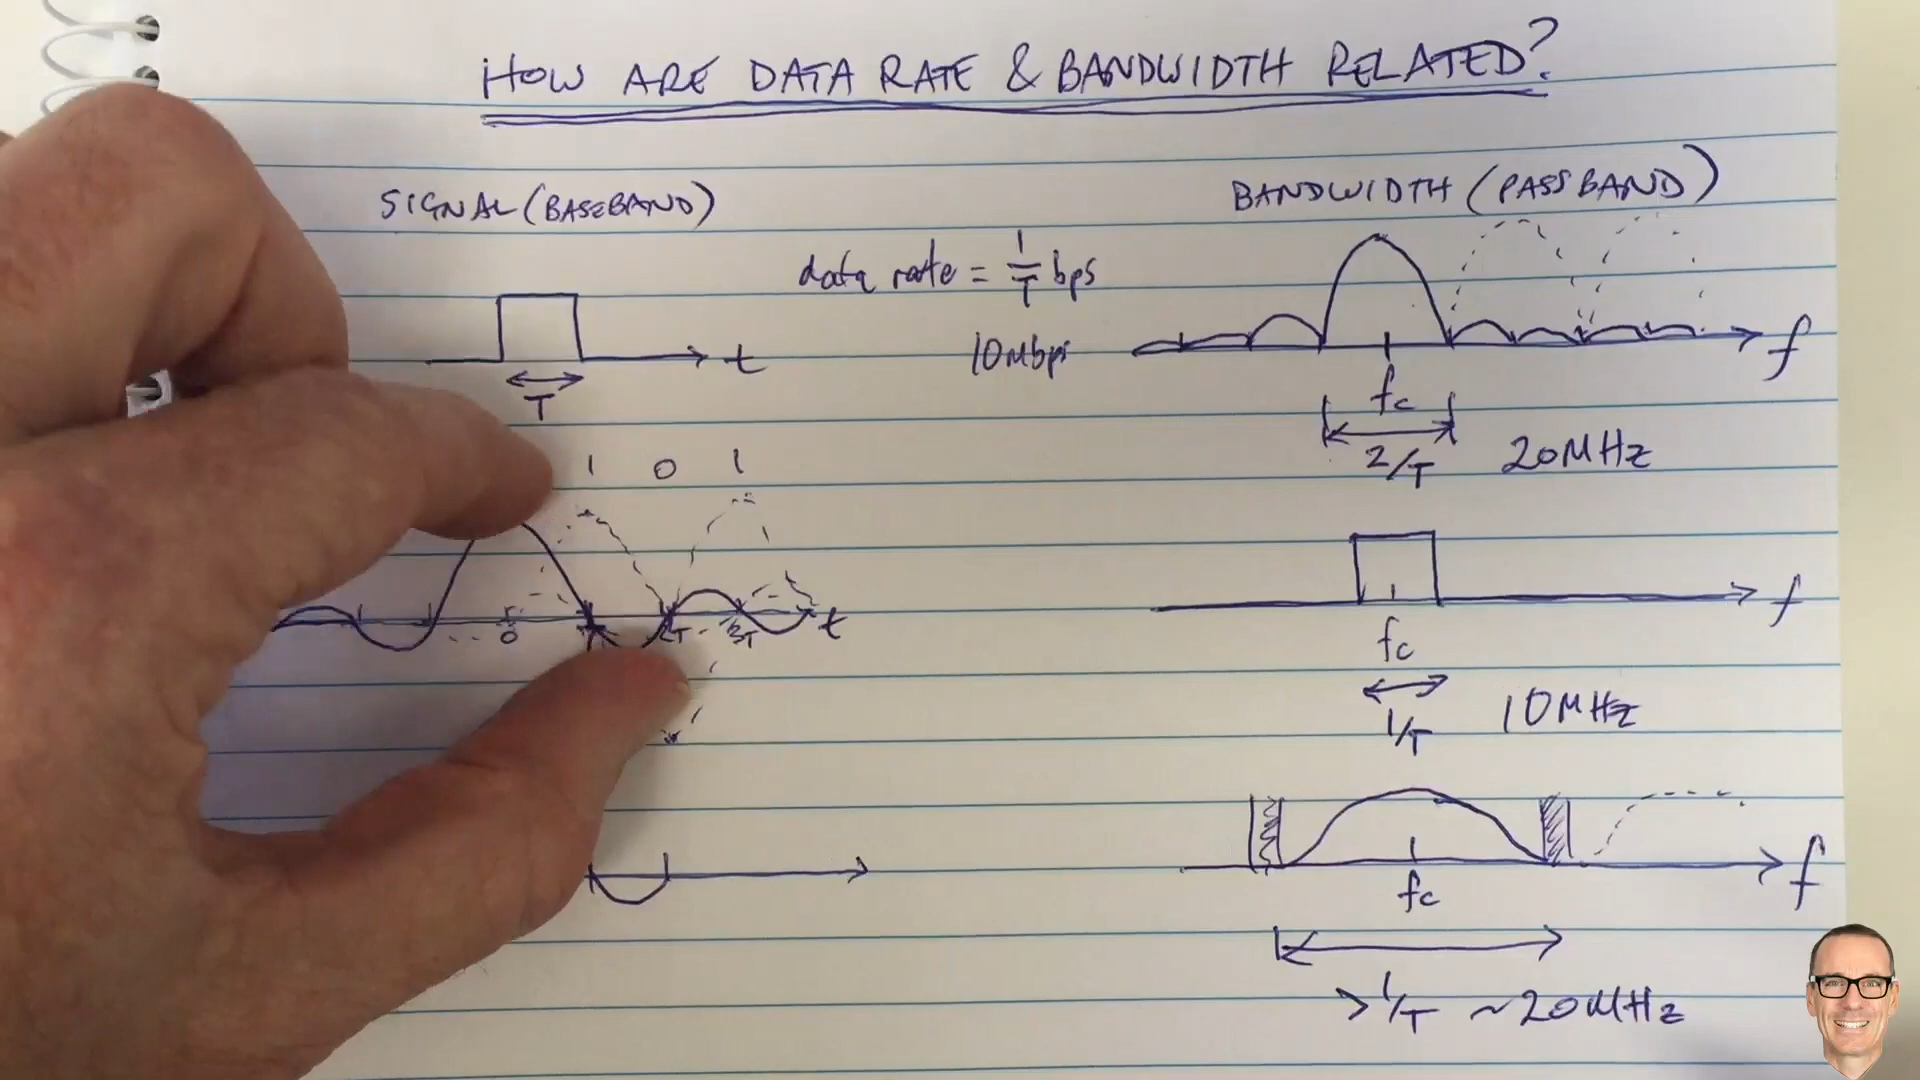 HOW ARE DATA RATE & BANDWIDTH RELATED?
SIGNAL (BASEBAND)
BANDWIDTH (PASSBAND)
data rate = 1/T bps
10Mbps
t
T
f
fc
2/T 20MHz
1 0 1
0 2T 3T t
f
fc
1/T 10MHz
f
fc
>1/T ~20MHz